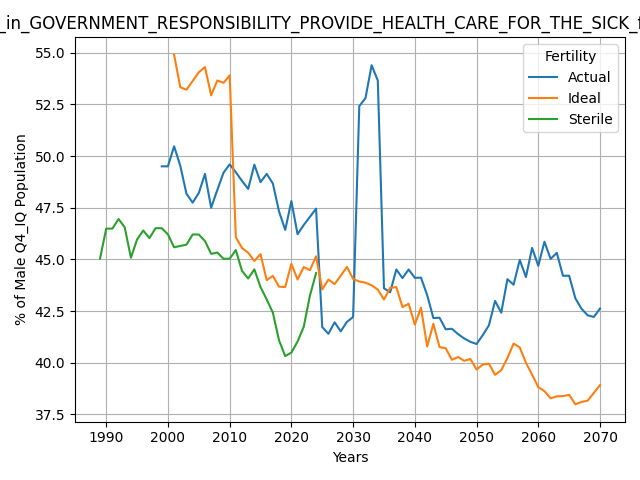 _in_GOVERNMENT_RESPONSIBILITY_PROVIDE_HEALTH_CARE_FOR_THE_SICK_
Fertility
Actual
Ideal
Sterile
% of Male Q4_IQ Population
55.0
52.5
50.0
47.5
45.0
42.5
40.0
37.5
1990 2000 2010 2020 2030 2040 2050 2060 2070
Years